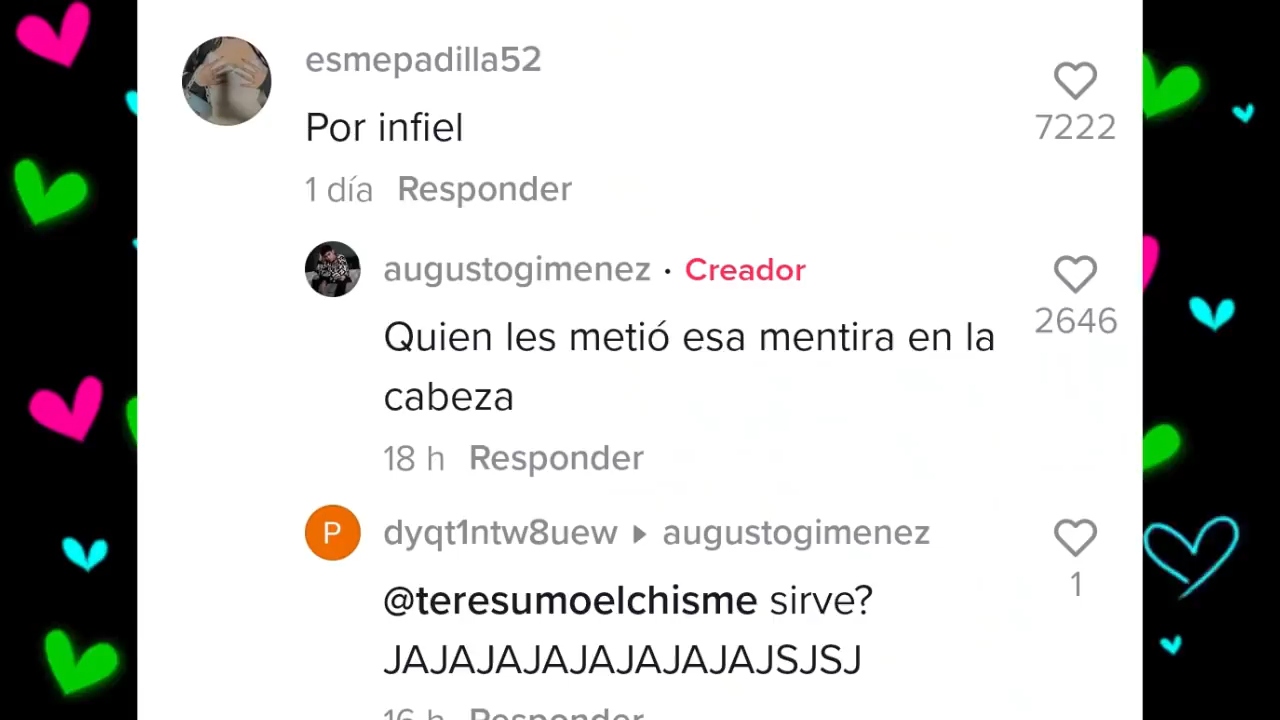 esmepadilla52
7222
Por infiel
1 día Responder
augustogimenez · Creador
2646
Quien les metió esa mentira en la
cabeza
18 h Responder
P
dyqt1ntw8uew ▸ augustogimenez
1
@teresumoelchisme sirve?
JAJAJAJAJAJAJAJAJSJSJ
16 h Responder